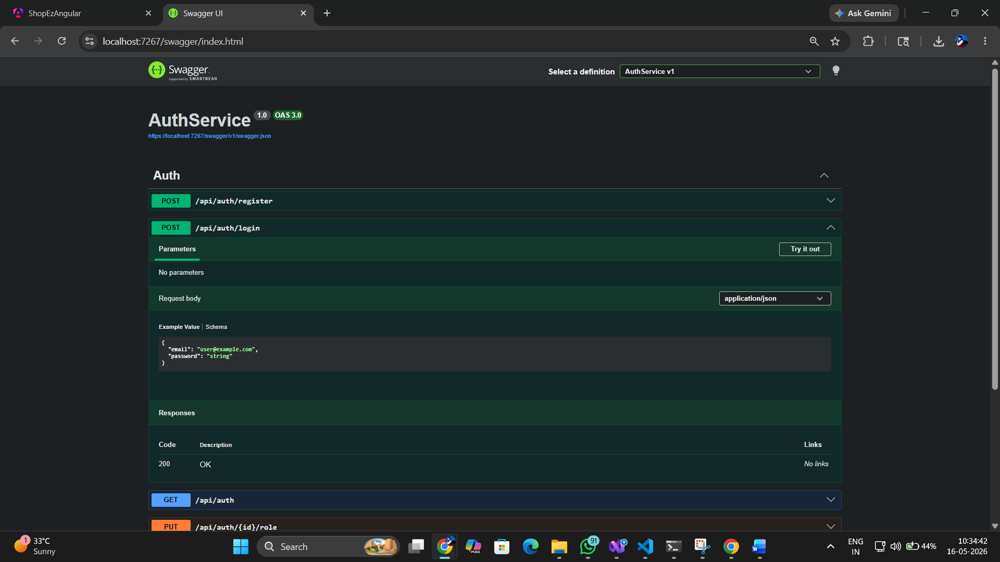 ShopEzAngular
Swagger UI
Ask Gemini
localhost:7267/swagger/index.html
Swagger
Supported by SMARTBEAR
Select a definition
AuthService v1
AuthService 1.0 OAS 3.0
https://localhost:7267/swagger/v1/swagger.json
Auth
POST /api/auth/register
POST /api/auth/login
Parameters
Try it out
No parameters
Request body
application/json
Example Value Schema
{
"email": "user@example.com",
"password": "string"
}
Responses
Code Description Links
200 OK No links
GET /api/auth
PUT /api/auth/{id}/role
1
33°C
Sunny
Search
M365
91
W
ENG
IN
44%
10:34:42
16-05-2026